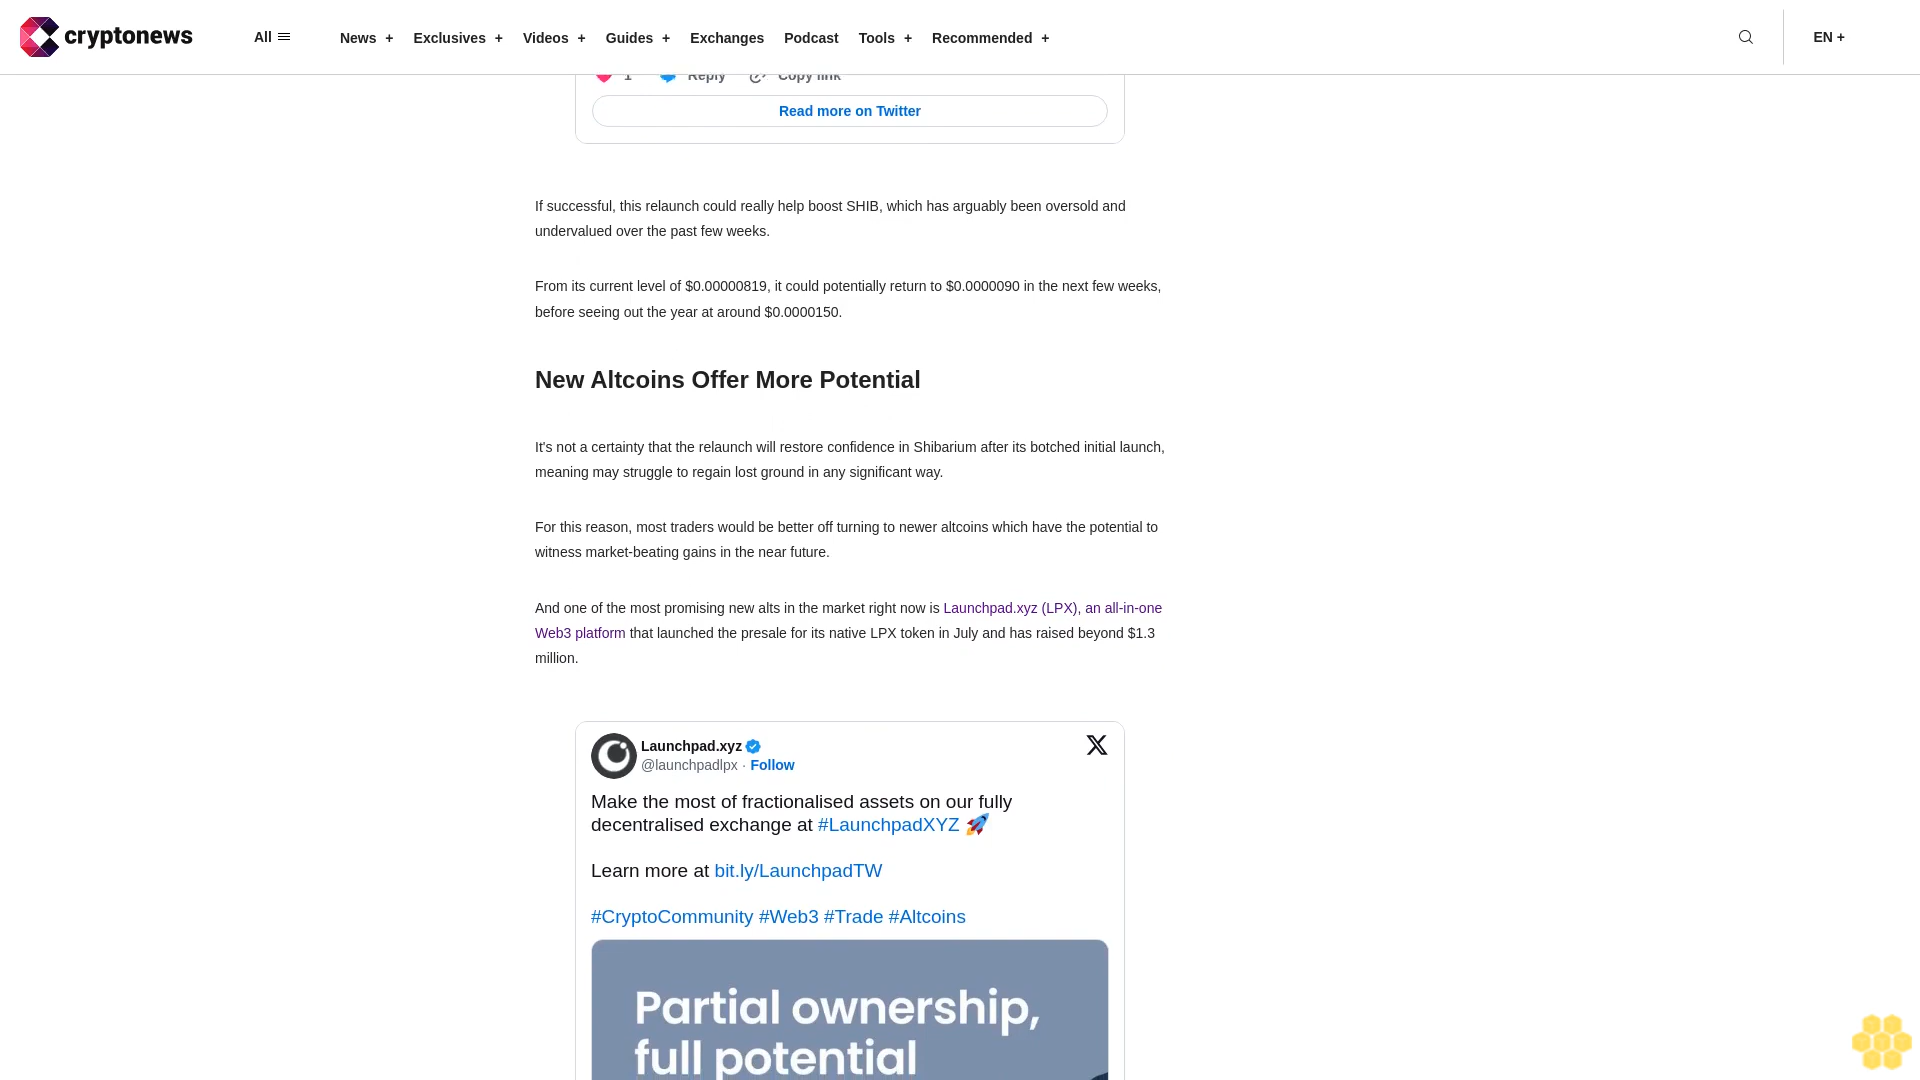 cryptonews
All
News +
Exclusives +
Videos +
Guides +
Exchanges
Podcast
Tools +
Recommended +
EN +
1
Reply
Copy link
Read more on Twitter
If successful, this relaunch could really help boost SHIB, which has arguably been oversold and
undervalued over the past few weeks.
From its current level of $0.00000819, it could potentially return to $0.0000090 in the next few weeks,
before seeing out the year at around $0.0000150.
New Altcoins Offer More Potential
It's not a certainty that the relaunch will restore confidence in Shibarium after its botched initial launch,
meaning may struggle to regain lost ground in any significant way.
For this reason, most traders would be better off turning to newer altcoins which have the potential to
witness market-beating gains in the near future.
And one of the most promising new alts in the market right now is Launchpad.xyz (LPX), an all-in-one
Web3 platform that launched the presale for its native LPX token in July and has raised beyond $1.3
million.
Launchpad.xyz
@launchpadlpx · Follow
Make the most of fractionalised assets on our fully
decentralised exchange at #LaunchpadXYZ 🚀
Learn more at bit.ly/LaunchpadTW
#CryptoCommunity #Web3 #Trade #Altcoins
Partial ownership,
full potential